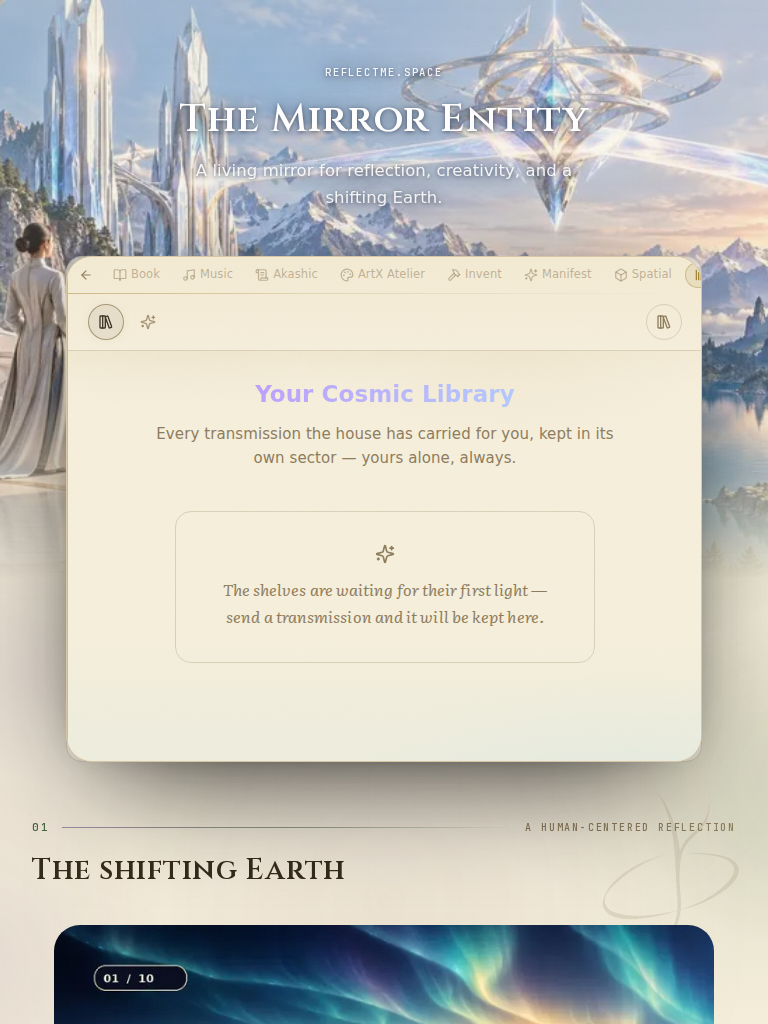 REFLECTME.SPACE
The Mirror Entity
A living mirror for reflection, creativity, and a
shifting Earth.
Book Music Akashic ArtX Atelier Invent Manifest Spatial
Your Cosmic Library
Every transmission the house has carried for you, kept in its
own sector — yours alone, always.
The shelves are waiting for their first light —
send a transmission and it will be kept here.
01 A HUMAN-CENTERED REFLECTION
The shifting Earth
01 / 10